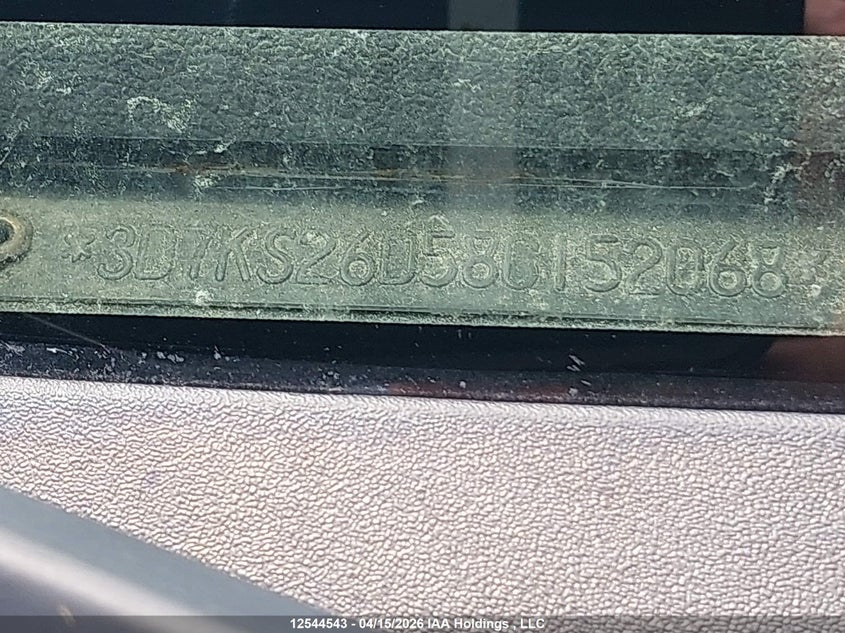 *3D7KS26D58G152068*
12544543 - 04/15/2026 IAA Holdings , LLC